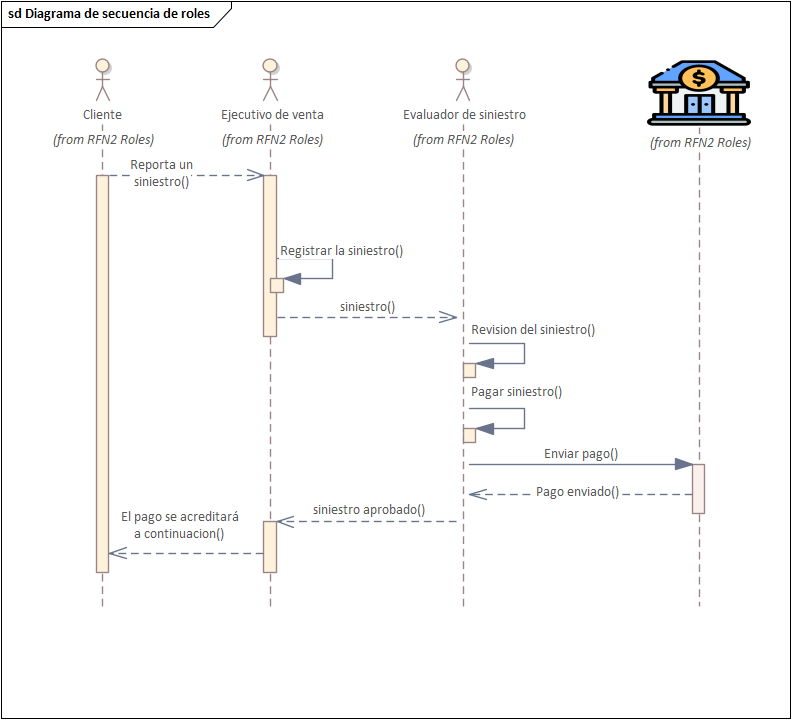 sd Diagrama de secuencia de roles
$
Cliente
Ejecutivo de venta
Evaluador de siniestro
(from RFN2 Roles)
(from RFN2 Roles)
(from RFN2 Roles)
(from RFN2 Roles)
Reporta un
siniestro()
Registrar la siniestro()
siniestro()
Revision del siniestro()
Pagar siniestro()
Enviar pago()
Pago enviado()
siniestro aprobado()
El pago se acreditará
a continuacion()